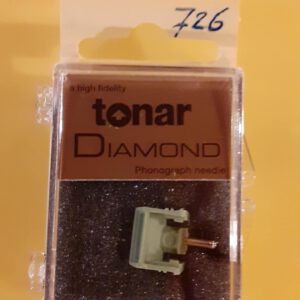 726
a high fidelity
tonar
DIAMOND
Phonograph needle